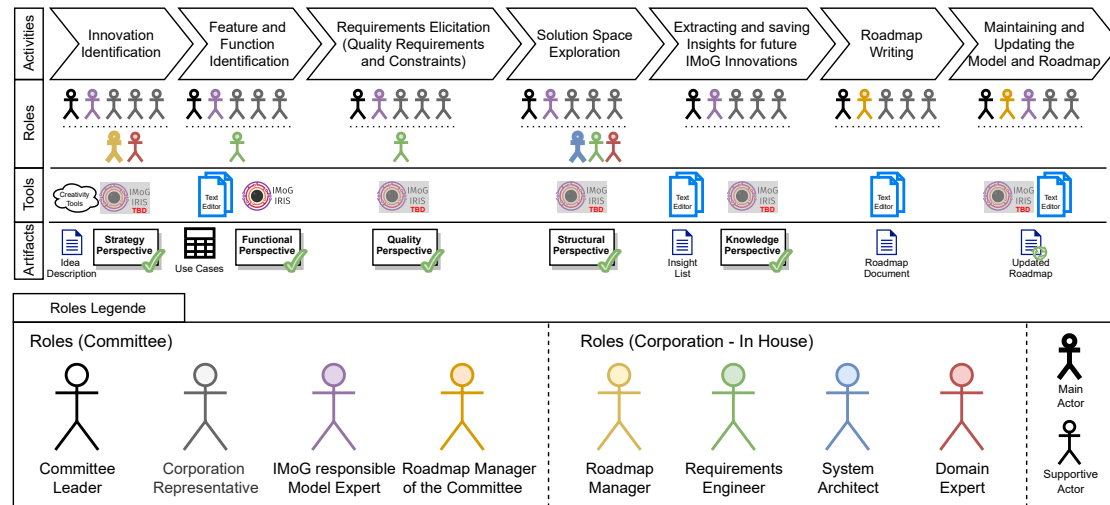 Activities
Innovation
Identification
Feature and
Function
Identification
Requirements Elicitation
(Quality Requirements
and Constraints)
Solution Space
Exploration
Extracting and saving
Insights for future
IMoG Innovations
Roadmap
Writing
Maintaining and
Updating the
Model and Roadmap
Roles
Tools
Creativity
Tools
IMoG
IRIS
TBD
Text
Editor
IMoG
IRIS
IMoG
IRIS
TBD
IMoG
IRIS
TBD
Text
Editor
IMoG
IRIS
TBD
Text
Editor
IMoG
IRIS
TBD
Text
Editor
Artifacts
Idea
Description
Strategy
Perspective
Use Cases
Functional
Perspective
Quality
Perspective
Structural
Perspective
Insight
List
Knowledge
Perspective
Roadmap
Document
Updated
Roadmap
Roles Legende
Roles (Committee)
Committee
Leader
Corporation
Representative
IMoG responsible
Model Expert
Roadmap Manager
of the Committee
Roles (Corporation - In House)
Roadmap
Manager
Requirements
Engineer
System
Architect
Domain
Expert
Main
Actor
Supportive
Actor